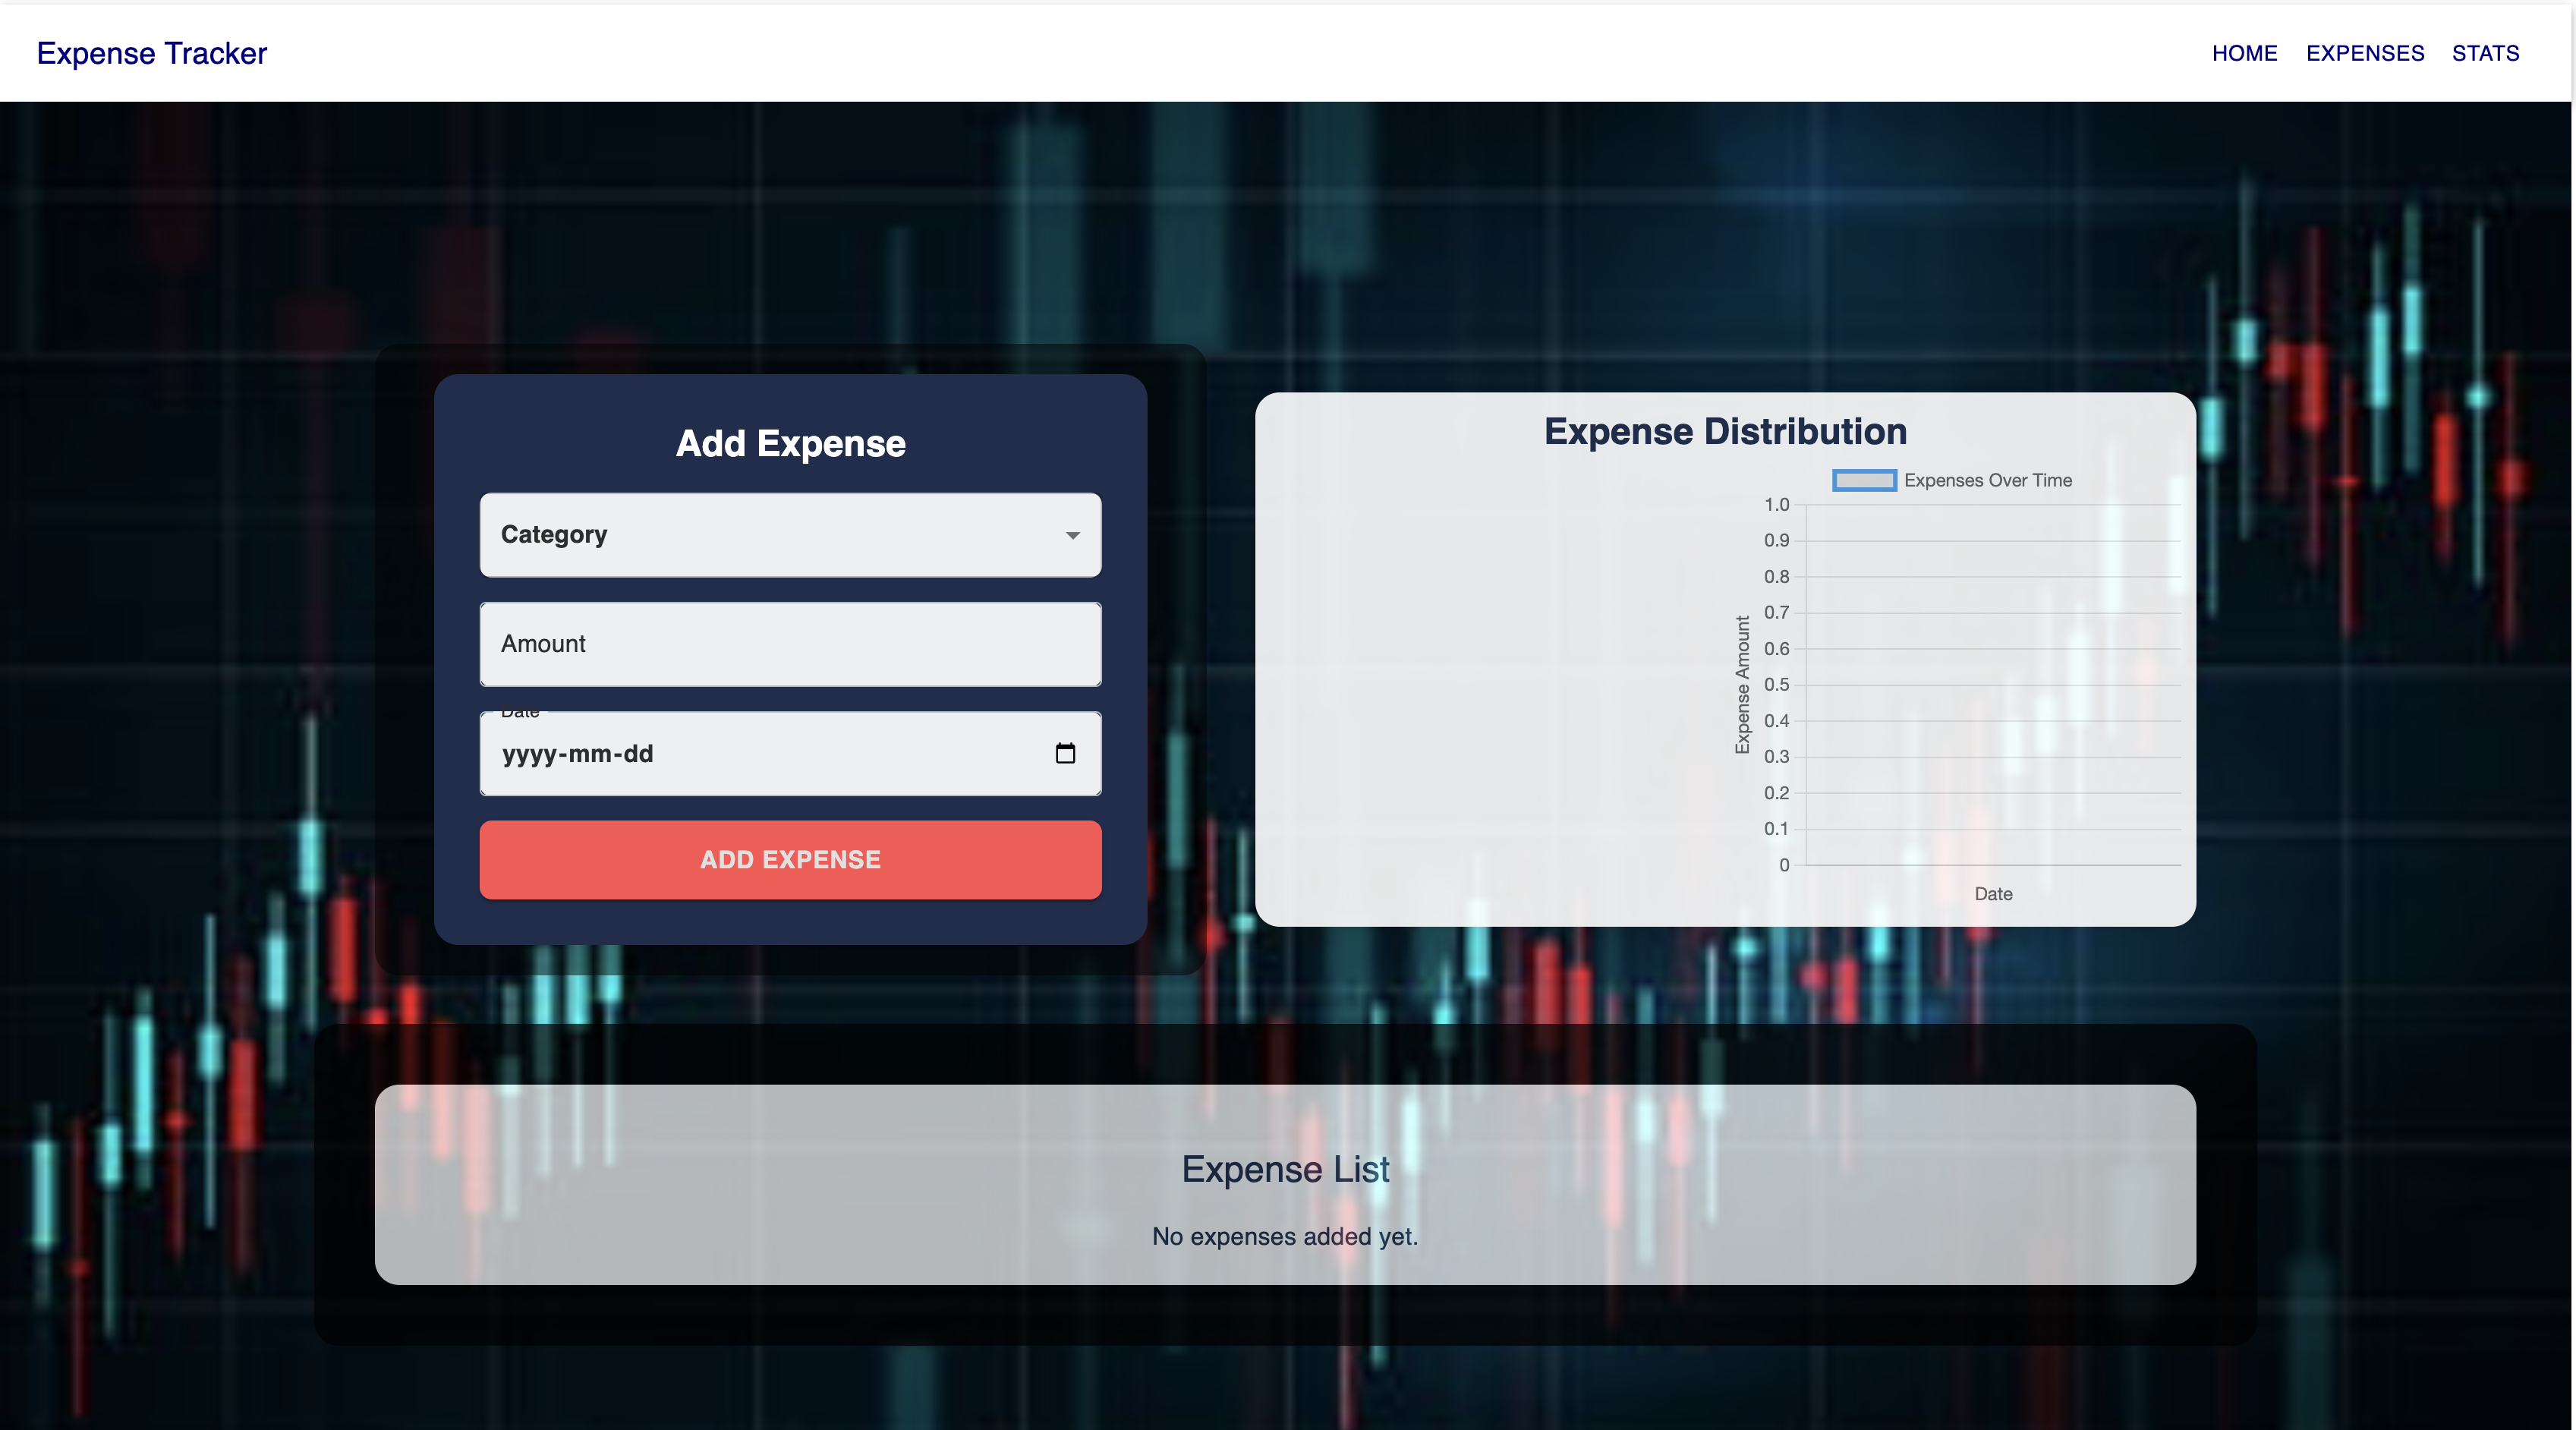 Expense Tracker
HOME EXPENSES STATS
Add Expense
Category
Amount
Date
yyyy-mm-dd
ADD EXPENSE
Expense Distribution
Expenses Over Time
1.0
0.9
0.8
0.7
0.6
0.5
0.4
0.3
0.2
0.1
0
Expense Amount
Date
Expense List
No expenses added yet.